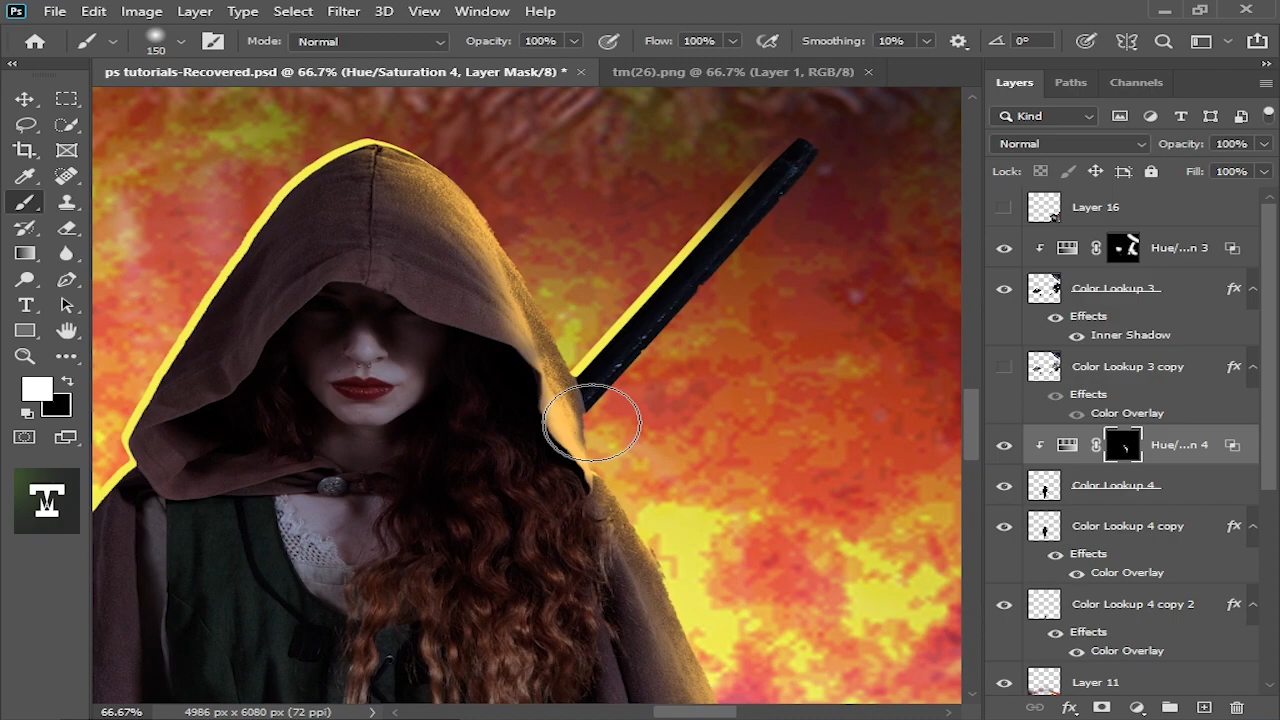 Ps File Edit Image Layer Type Select Filter 3D View Window Help
150 Mode: Normal Opacity: 100% Flow: 100% Smoothing: 10% 0°
ps tutorials-Recovered.psd @ 66.7% (Hue/Saturation 4, Layer Mask/8) * × tm(26).png @ 66.7% (Layer 1, RGB/8) ×
Layers Paths Channels
Kind
Normal Opacity: 100%
Lock: Fill: 100%
Layer 16
Hue/...n 3
Color Lookup 3 fx
Effects
Inner Shadow
Color Lookup 3 copy fx
Effects
Color Overlay
Hue/...n 4
Color Lookup 4
Color Lookup 4 copy fx
Effects
Color Overlay
Color Lookup 4 copy 2 fx
Effects
Color Overlay
Layer 11
66.67% 4986 px x 6080 px (72 ppi)